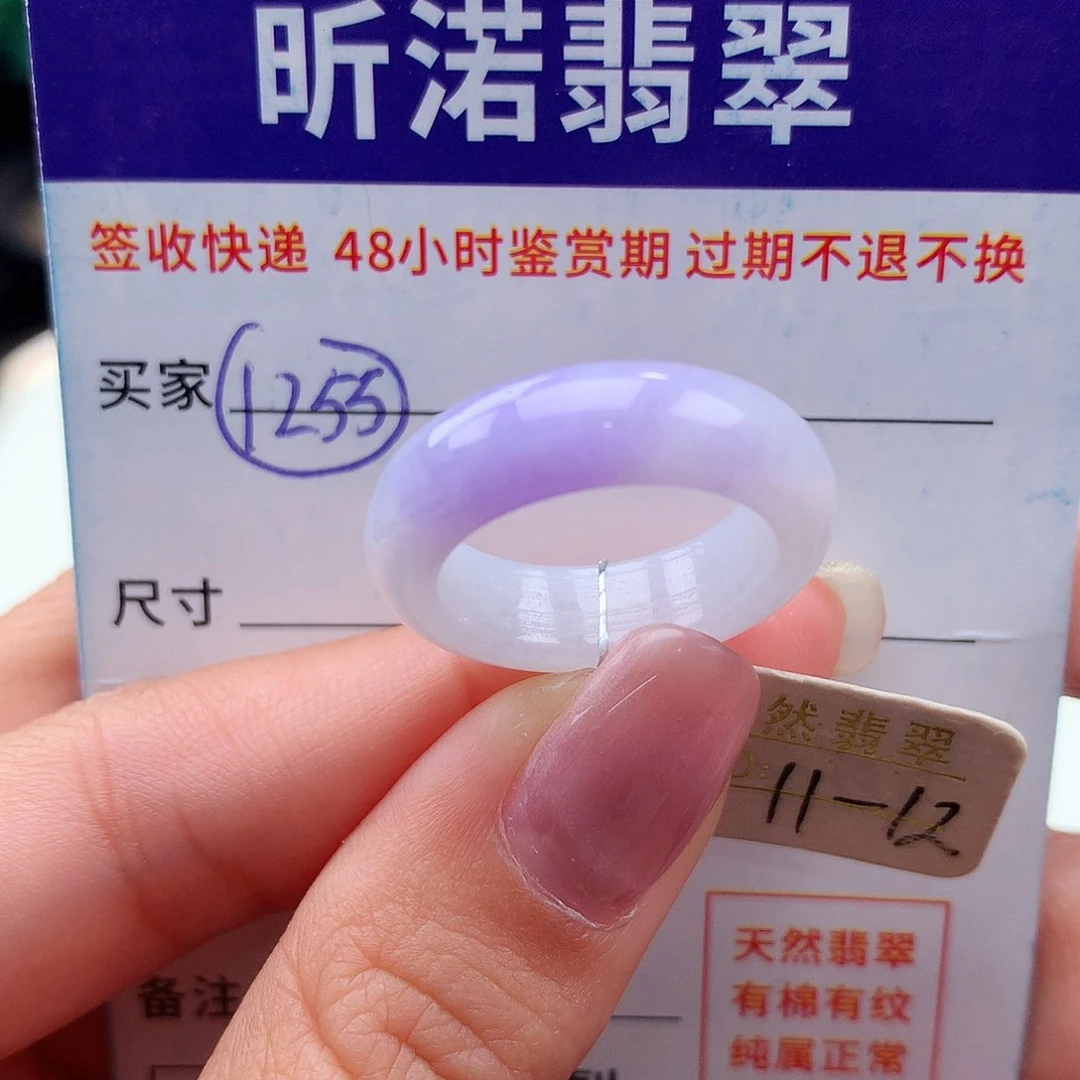 昕渃翡翠
签收快递 48小时鉴赏期 过期不退不换
买家 1255
尺寸
然翡翠
11-12
天然翡翠
有棉有纹
备注
纯属正常